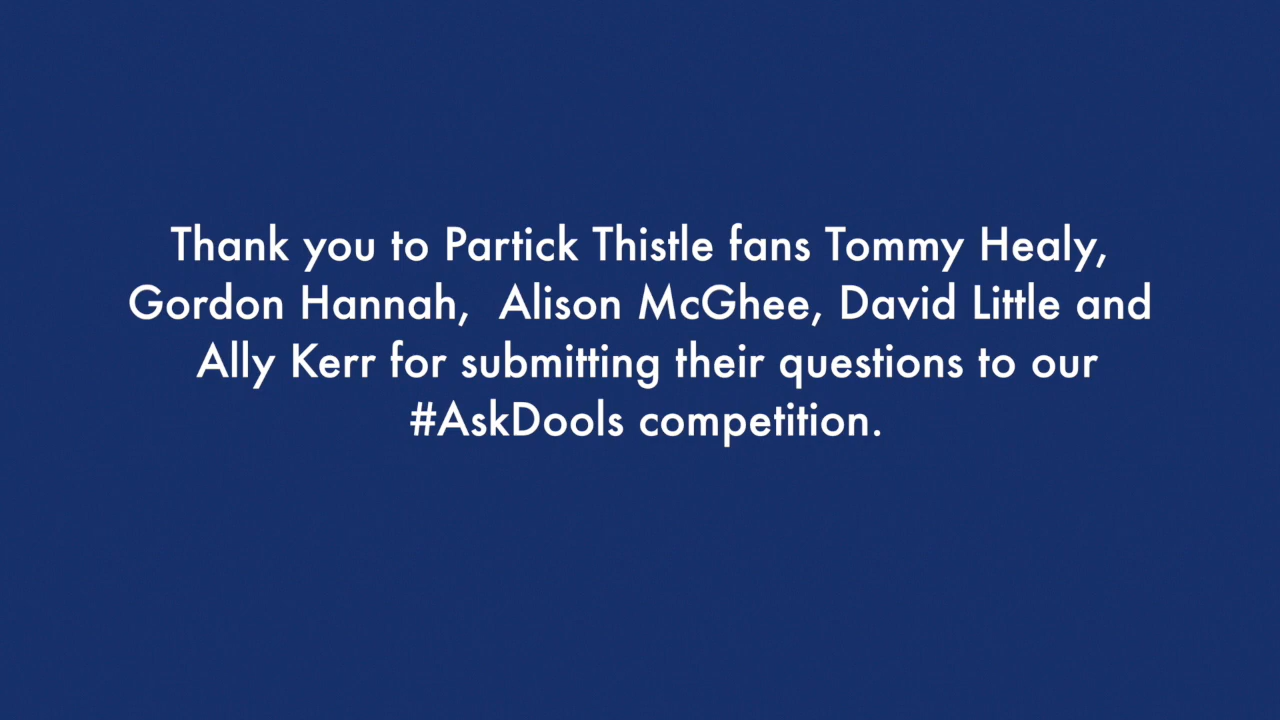 Thank you to Partick Thistle fans Tommy Healy,
Gordon Hannah,  Alison McGhee, David Little and
Ally Kerr for submitting their questions to our
#AskDools competition.